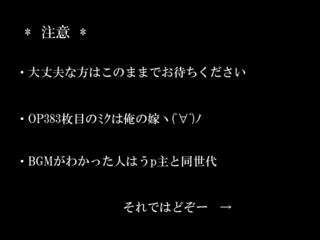 * 注意 *
・大丈夫な方はこのままでお待ちください
・OP383枚目のﾐｸは俺の嫁ヽ(ﾟ∀ﾟ)ﾉ
・BGMがわかった人はうp主と同世代
それではどぞー →